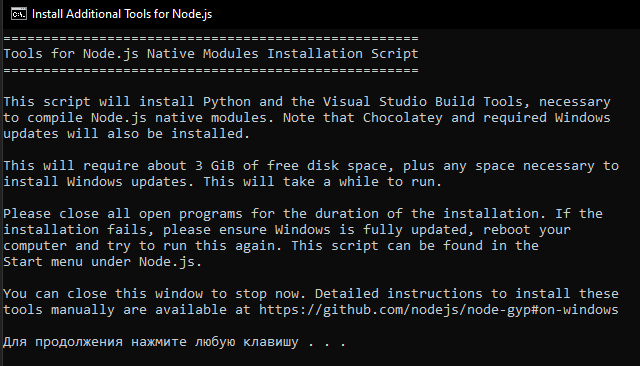 Install Additional Tools for Node.js
====================================================
Tools for Node.js Native Modules Installation Script
====================================================
This script will install Python and the Visual Studio Build Tools, necessary
to compile Node.js native modules. Note that Chocolatey and required Windows
updates will also be installed.
This will require about 3 GiB of free disk space, plus any space necessary to
install Windows updates. This will take a while to run.
Please close all open programs for the duration of the installation. If the
installation fails, please ensure Windows is fully updated, reboot your
computer and try to run this again. This script can be found in the
Start menu under Node.js.
You can close this window to stop now. Detailed instructions to install these
tools manually are available at https://github.com/nodejs/node-gyp#on-windows
Для продолжения нажмите любую клавишу . . .